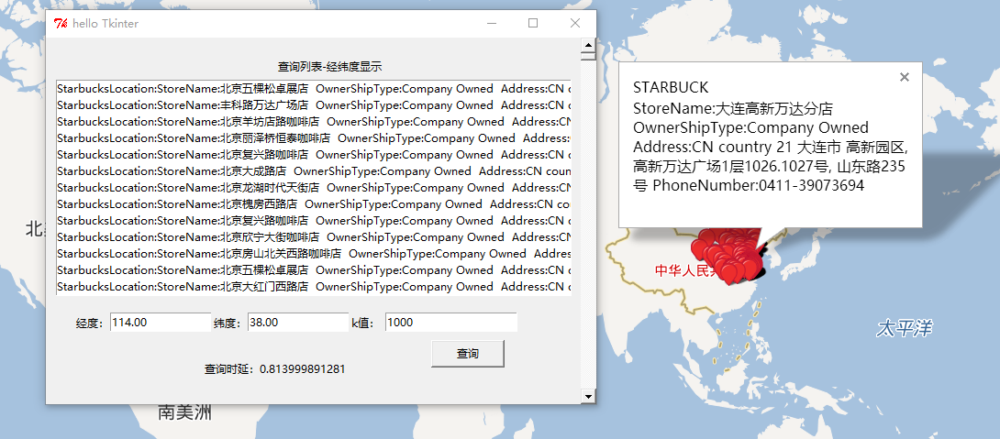 hello Tkinter
查询列表-经纬度显示
StarbucksLocation:StoreName:北京五棵松卓展店  OwnerShipType:Company Owned  Address:CN c
StarbucksLocation:StoreName:丰科路万达广场店  OwnerShipType:Company Owned  Address:CN c
StarbucksLocation:StoreName:北京羊坊店路咖啡店  OwnerShipType:Company Owned  Address:CN
StarbucksLocation:StoreName:北京丽泽桥恒泰咖啡店  OwnerShipType:Company Owned  Address:C
StarbucksLocation:StoreName:北京复兴路咖啡店  OwnerShipType:Company Owned  Address:CN c
StarbucksLocation:StoreName:北京大成路店  OwnerShipType:Company Owned  Address:CN coun
StarbucksLocation:StoreName:北京龙湖时代天街店  OwnerShipType:Company Owned  Address:CN
StarbucksLocation:StoreName:北京槐房西路店  OwnerShipType:Company Owned  Address:CN co
StarbucksLocation:StoreName:北京复兴路咖啡店  OwnerShipType:Company Owned  Address:CN c
StarbucksLocation:StoreName:北京欣宁大街咖啡店  OwnerShipType:Company Owned  Address:CN
StarbucksLocation:StoreName:北京房山北关西路咖啡店  OwnerShipType:Company Owned  Address
StarbucksLocation:StoreName:北京五棵松卓展店  OwnerShipType:Company Owned  Address:CN c
StarbucksLocation:StoreName:北京大红门西路店  OwnerShipType:Company Owned  Address:CN c
经度: 114.00 纬度: 38.00 k值: 1000
查询
查询时延: 0.813999891281
STARBUCK
StoreName:大连高新万达分店
OwnerShipType:Company Owned
Address:CN country 21 大连市 高新园区,
高新万达广场1层1026.1027号, 山东路235
号 PhoneNumber:0411-39073694
北
中华人民
太平洋
南美洲